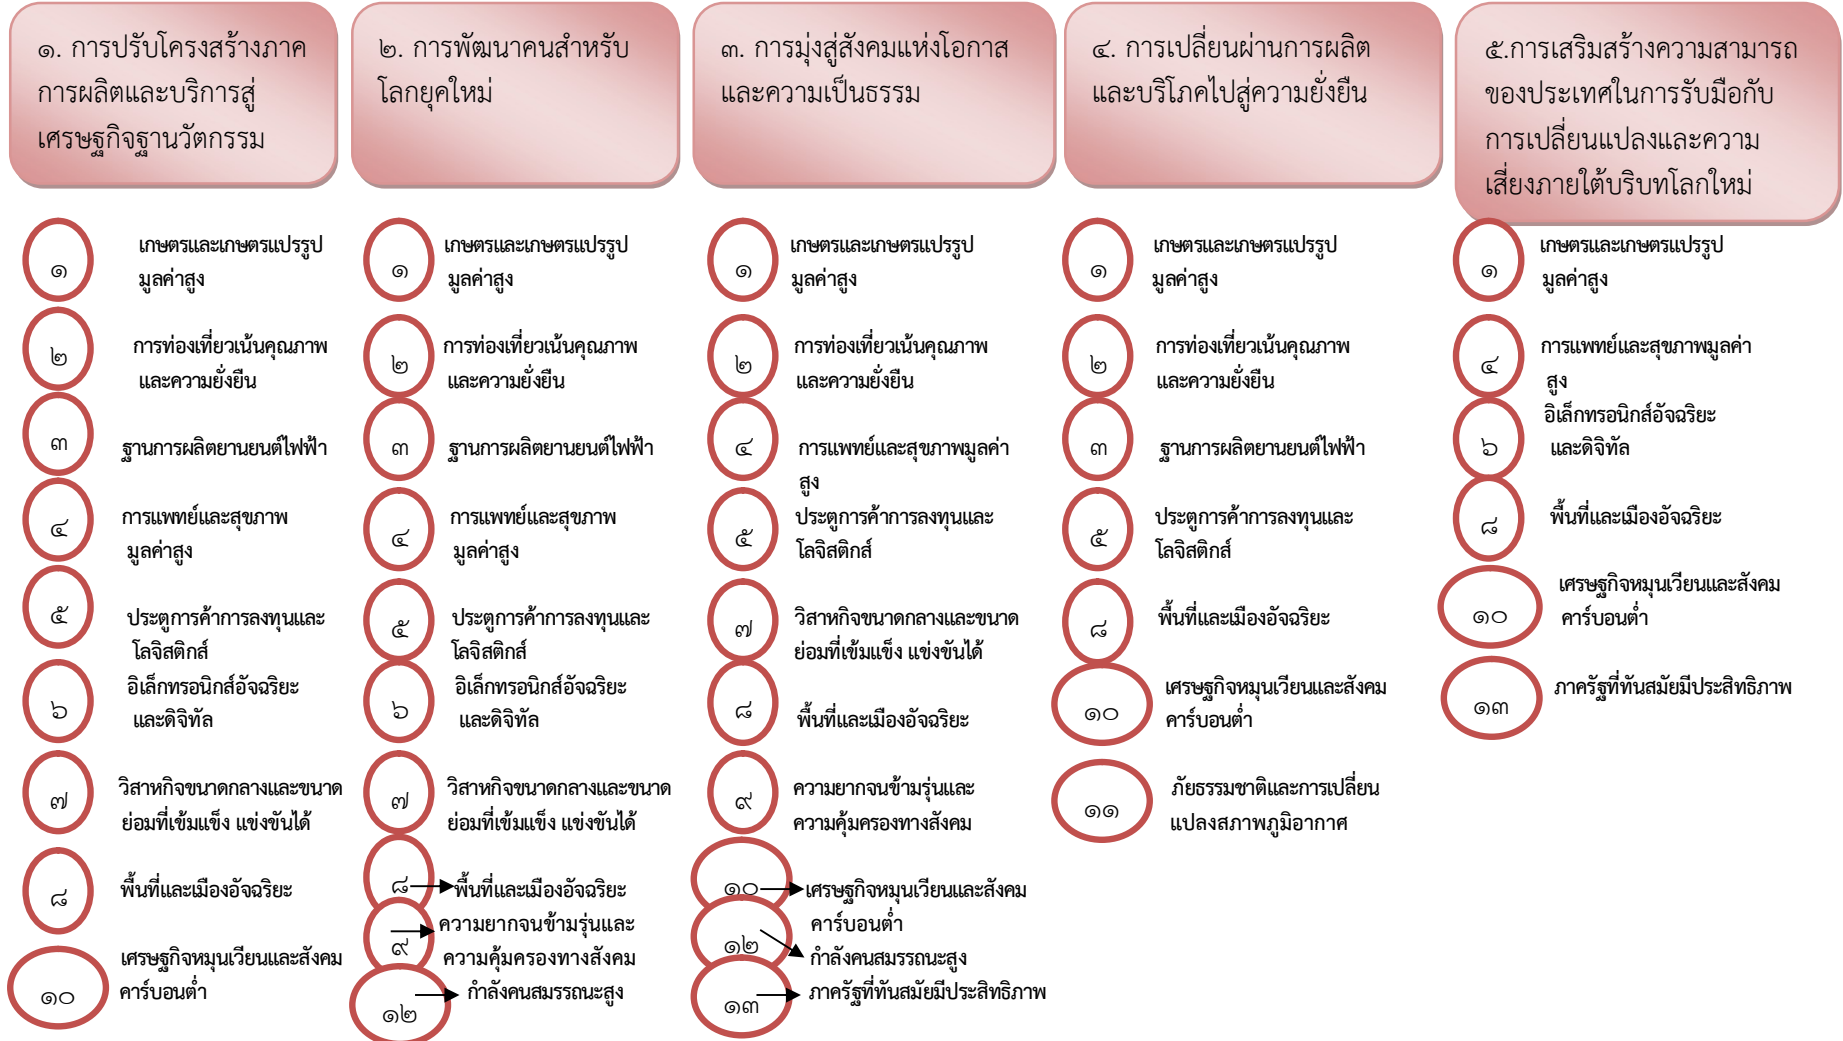 ๑. การปรับโครงสร้างภาค
การผลิตและบริการสู่
เศรษฐกิจฐานวัตกรรม
๑
เกษตรและเกษตรแปรรูป
มูลค่าสูง
๒
การท่องเที่ยวเน้นคุณภาพ
และความยั่งยืน
๓
ฐานการผลิตยานยนต์ไฟฟ้า
๔
การแพทย์และสุขภาพ
มูลค่าสูง
๕
ประตูการค้าการลงทุนและ
โลจิสติกส์
๖
อิเล็กทรอนิกส์อัจฉริยะ
และดิจิทัล
๗
วิสาหกิจขนาดกลางและขนาด
ย่อมที่เข้มแข็ง แข่งขันได้
๘
พื้นที่และเมืองอัจฉริยะ
๑๐
เศรษฐกิจหมุนเวียนและสังคม
คาร์บอนต่ำ
๒. การพัฒนาคนสำหรับ
โลกยุคใหม่
๑
เกษตรและเกษตรแปรรูป
มูลค่าสูง
๒
การท่องเที่ยวเน้นคุณภาพ
และความยั่งยืน
๓
ฐานการผลิตยานยนต์ไฟฟ้า
๔
การแพทย์และสุขภาพ
มูลค่าสูง
๕
ประตูการค้าการลงทุนและ
โลจิสติกส์
๖
อิเล็กทรอนิกส์อัจฉริยะ
และดิจิทัล
๗
วิสาหกิจขนาดกลางและขนาด
ย่อมที่เข้มแข็ง แข่งขันได้
๘
พื้นที่และเมืองอัจฉริยะ
๙
ความยากจนข้ามรุ่นและ
ความคุ้มครองทางสังคม
๑๒
กำลังคนสมรรถนะสูง
๓. การมุ่งสู่สังคมแห่งโอกาส
และความเป็นธรรม
๑
เกษตรและเกษตรแปรรูป
มูลค่าสูง
๒
การท่องเที่ยวเน้นคุณภาพ
และความยั่งยืน
๔
การแพทย์และสุขภาพมูลค่า
สูง
๕
ประตูการค้าการลงทุนและ
โลจิสติกส์
๗
วิสาหกิจขนาดกลางและขนาด
ย่อมที่เข้มแข็ง แข่งขันได้
๘
พื้นที่และเมืองอัจฉริยะ
๙
ความยากจนข้ามรุ่นและ
ความคุ้มครองทางสังคม
๑๐
เศรษฐกิจหมุนเวียนและสังคม
คาร์บอนต่ำ
๑๒
กำลังคนสมรรถนะสูง
๑๓
ภาครัฐที่ทันสมัยมีประสิทธิภาพ
๔. การเปลี่ยนผ่านการผลิต
และบริโภคไปสู่ความยั่งยืน
๑
เกษตรและเกษตรแปรรูป
มูลค่าสูง
๒
การท่องเที่ยวเน้นคุณภาพ
และความยั่งยืน
๓
ฐานการผลิตยานยนต์ไฟฟ้า
๕
ประตูการค้าการลงทุนและ
โลจิสติกส์
๘
พื้นที่และเมืองอัจฉริยะ
๑๐
เศรษฐกิจหมุนเวียนและสังคม
คาร์บอนต่ำ
๑๑
ภัยธรรมชาติและการเปลี่ยน
แปลงสภาพภูมิอากาศ
๕.การเสริมสร้างความสามารถ
ของประเทศในการรับมือกับ
การเปลี่ยนแปลงและความ
เสี่ยงภายใต้บริบทโลกใหม่
๑
เกษตรและเกษตรแปรรูป
มูลค่าสูง
๔
การแพทย์และสุขภาพมูลค่า
สูง
๖
อิเล็กทรอนิกส์อัจฉริยะ
และดิจิทัล
๘
พื้นที่และเมืองอัจฉริยะ
๑๐
เศรษฐกิจหมุนเวียนและสังคม
คาร์บอนต่ำ
๑๓
ภาครัฐที่ทันสมัยมีประสิทธิภาพ